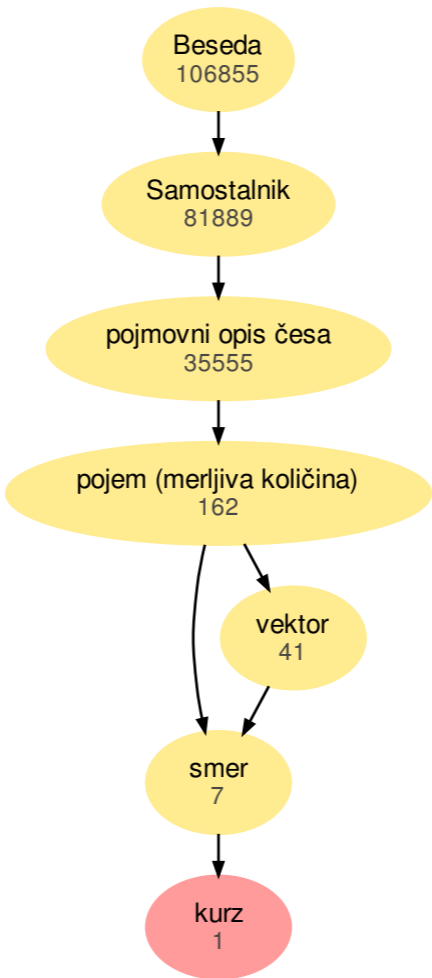 Beseda
106855
Samostalnik
81889
pojmovni opis česa
35555
pojem (merljiva količina)
162
vektor
41
smer
7
kurz
1